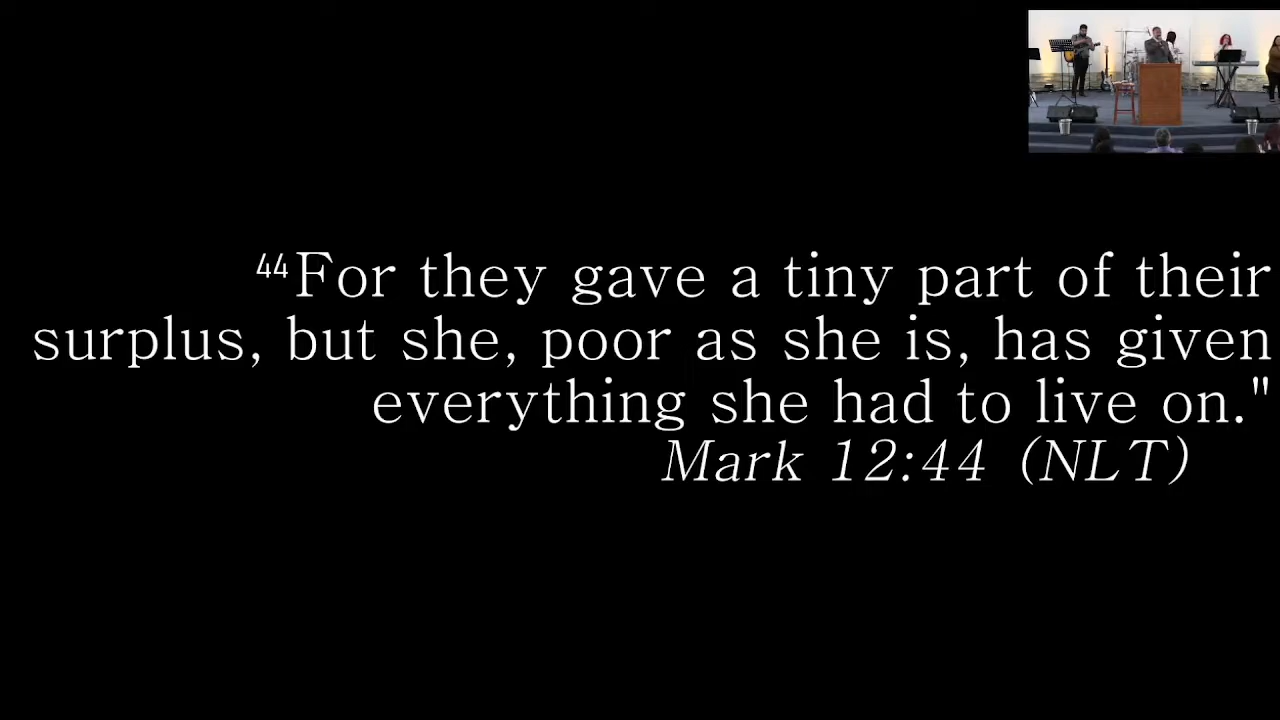 ⁴⁴For they gave a tiny part of their
surplus, but she, poor as she is, has given
everything she had to live on."
Mark 12:44 (NLT)